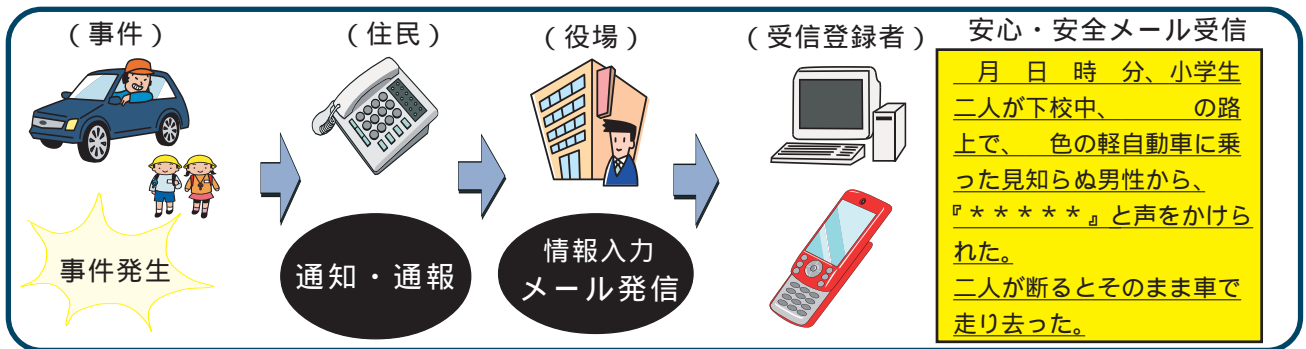 (事件)
事件発生
(住民)
通知・通報
(役場)
情報入力
メール発信
(受信登録者)
安心・安全メール受信
　月　日　時　分、小学生
二人が下校中、　　　の路
上で、　色の軽自動車に乗
った見知らぬ男性から、
『＊＊＊＊＊』と声をかけら
れた。
二人が断るとそのまま車で
走り去った。